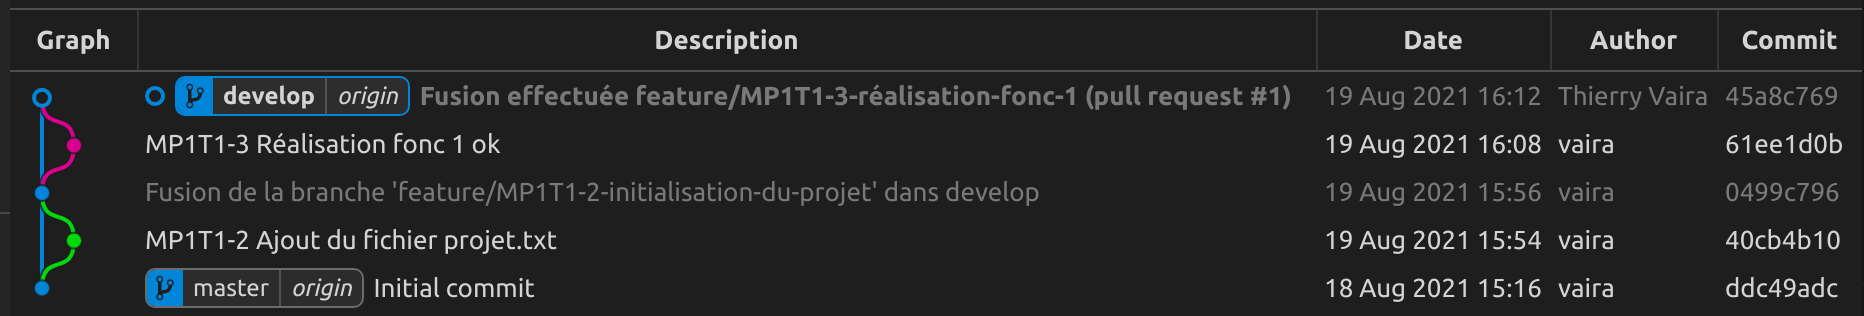 Graph Description Date Author Commit
develop origin Fusion effectuée feature/MP1T1-3-réalisation-fonc-1 (pull request #1) 19 Aug 2021 16:12 Thierry Vaira 45a8c769
MP1T1-3 Réalisation fonc 1 ok 19 Aug 2021 16:08 vaira 61ee1d0b
Fusion de la branche 'feature/MP1T1-2-initialisation-du-projet' dans develop 19 Aug 2021 15:56 vaira 0499c796
MP1T1-2 Ajout du fichier projet.txt 19 Aug 2021 15:54 vaira 40cb4b10
master origin Initial commit 18 Aug 2021 15:16 vaira ddc49adc